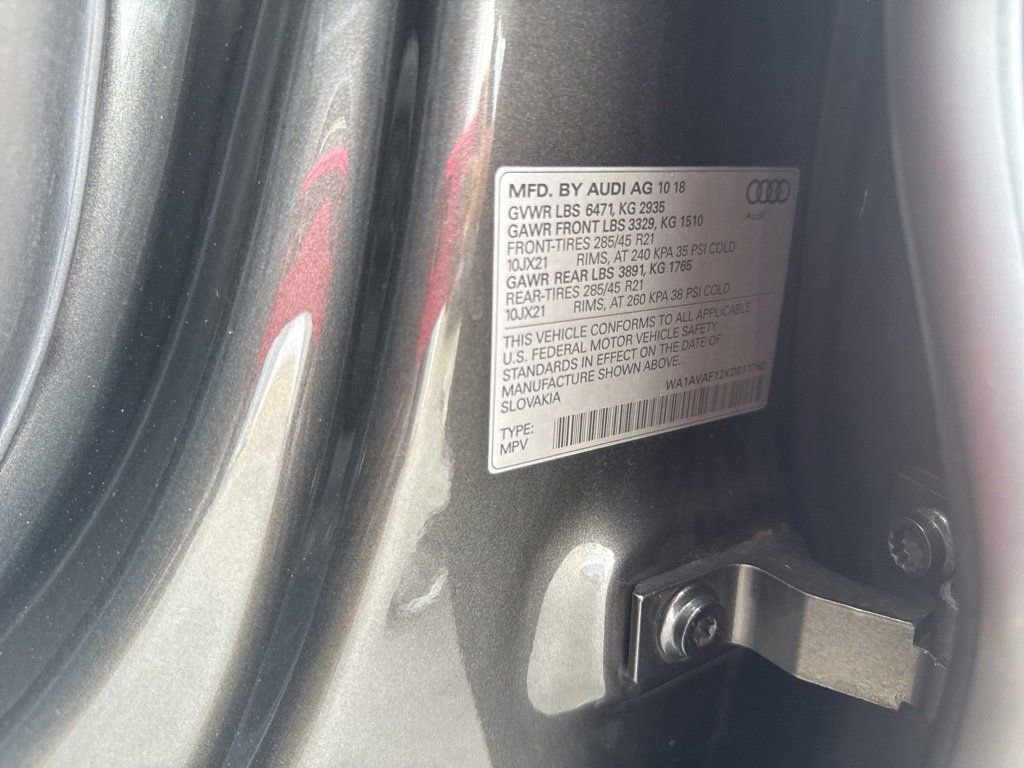 MFD. BY AUDI AG 10 18
Audi
GVWR LBS 6471, KG 2935
GAWR FRONT LBS 3329, KG 1510
FRONT-TIRES 285/45 R21
10JX21 RIMS, AT 240 KPA 35 PSI COLD
GAWR REAR LBS 3891, KG 1765
REAR-TIRES 285/45 R21
10JX21 RIMS, AT 260 KPA 38 PSI COLD
THIS VEHICLE CONFORMS TO ALL APPLICABLE
U.S. FEDERAL MOTOR VEHICLE SAFETY
STANDARDS IN EFFECT ON THE DATE OF
MANUFACTURE SHOWN ABOVE.
SLOVAKIA
WA1AVAF12KD011762
TYPE:
MPV